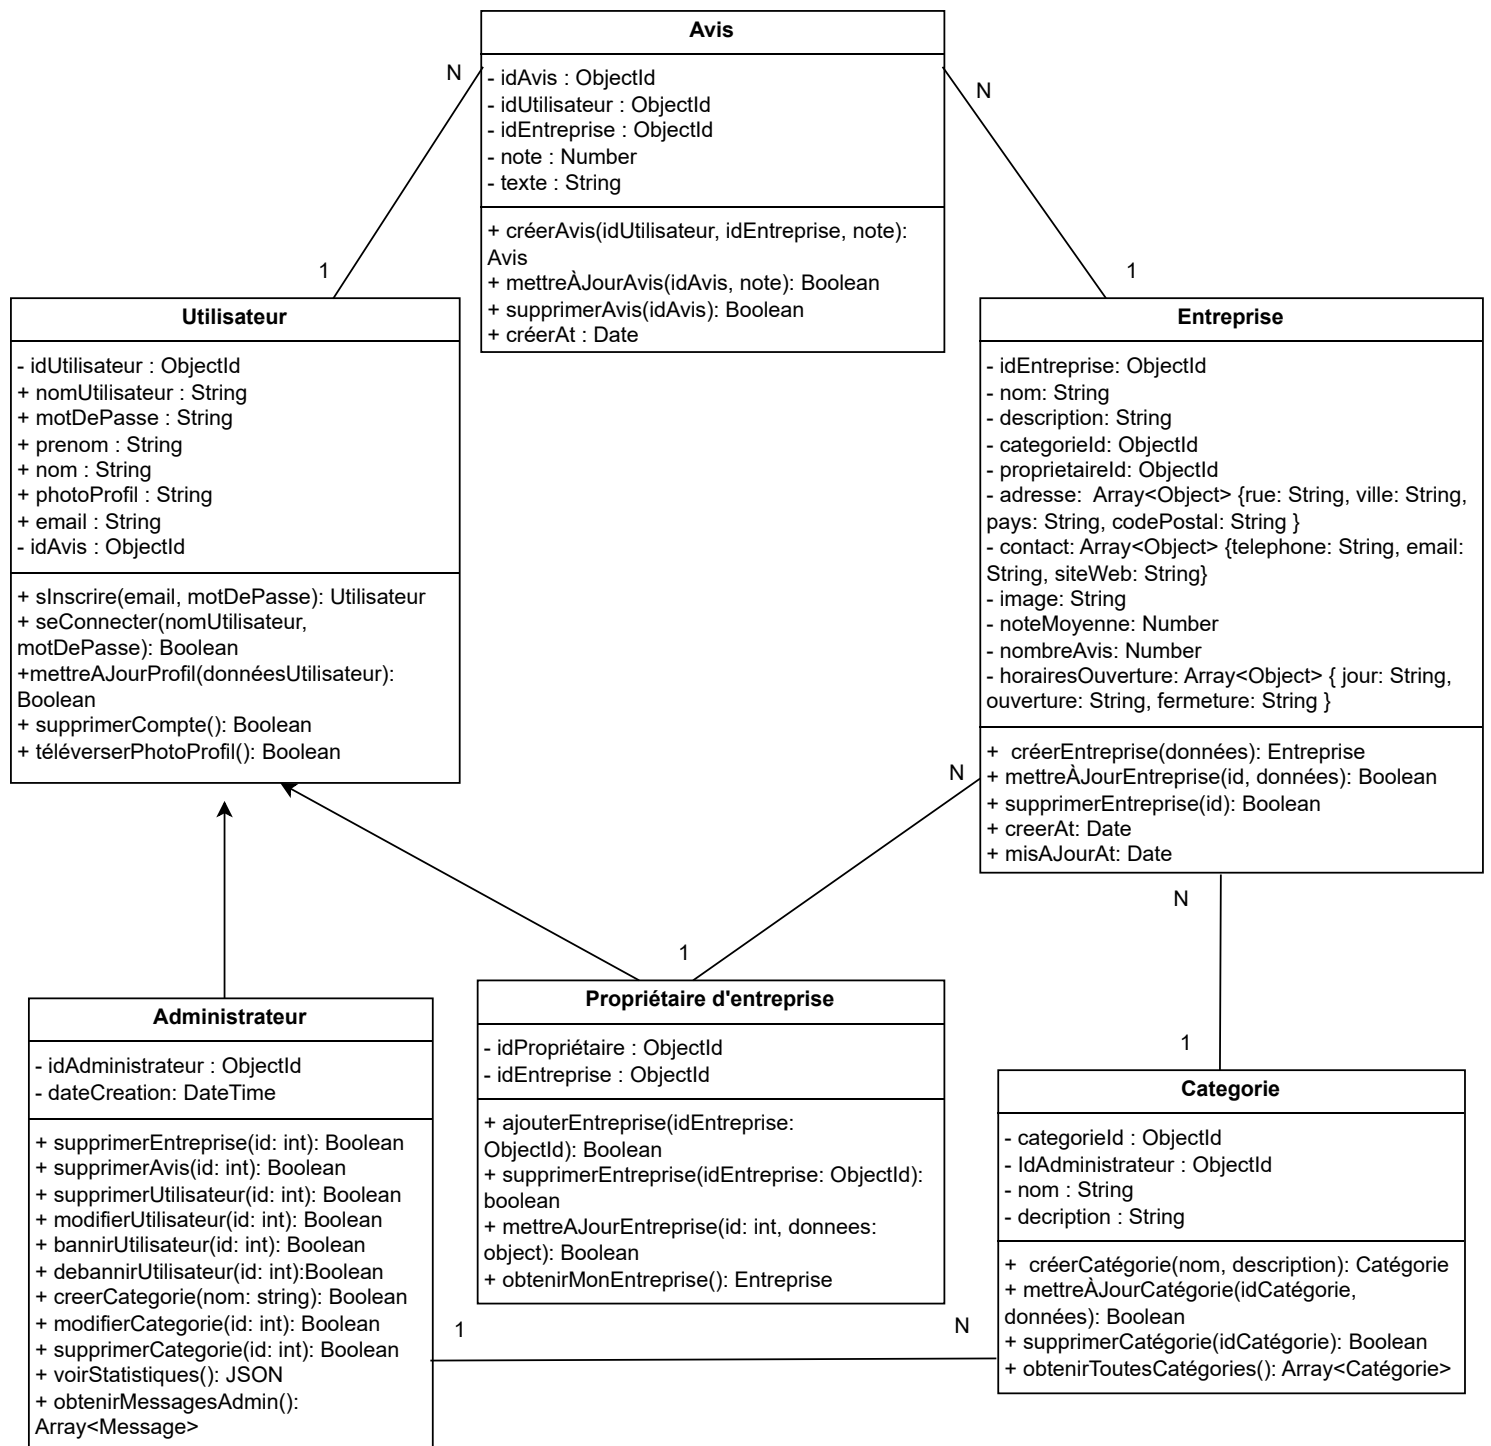 Avis
- idAvis : ObjectId
- idUtilisateur : ObjectId
- idEntreprise : ObjectId
- note : Number
- texte : String
+ créerAvis(idUtilisateur, idEntreprise, note):
Avis
+ mettreÀJourAvis(idAvis, note): Boolean
+ supprimerAvis(idAvis): Boolean
+ créerAt : Date
N
N
1
1
Utilisateur
- idUtilisateur : ObjectId
+ nomUtilisateur : String
+ motDePasse : String
+ prenom : String
+ nom : String
+ photoProfil : String
+ email : String
- idAvis : ObjectId
+ sInscrire(email, motDePasse): Utilisateur
+ seConnecter(nomUtilisateur,
motDePasse): Boolean
+mettreAJourProfil(donnéesUtilisateur):
Boolean
+ supprimerCompte(): Boolean
+ téléverserPhotoProfil(): Boolean
Entreprise
- idEntreprise: ObjectId
- nom: String
- description: String
- categorieId: ObjectId
- proprietaireId: ObjectId
- adresse:  Array<Object> {rue: String, ville: String,
pays: String, codePostal: String }
- contact: Array<Object> {telephone: String, email:
String, siteWeb: String}
- image: String
- noteMoyenne: Number
- nombreAvis: Number
- horairesOuverture: Array<Object> { jour: String,
ouverture: String, fermeture: String }
+  créerEntreprise(données): Entreprise
+ mettreÀJourEntreprise(id, données): Boolean
+ supprimerEntreprise(id): Boolean
+ creerAt: Date
+ misAJourAt: Date
N
1
N
1
Administrateur
- idAdministrateur : ObjectId
- dateCreation: DateTime
+ supprimerEntreprise(id: int): Boolean
+ supprimerAvis(id: int): Boolean
+ supprimerUtilisateur(id: int): Boolean
+ modifierUtilisateur(id: int): Boolean
+ bannirUtilisateur(id: int): Boolean
+ debannirUtilisateur(id: int):Boolean
+ creerCategorie(nom: string): Boolean
+ modifierCategorie(id: int): Boolean
+ supprimerCategorie(id: int): Boolean
+ voirStatistiques(): JSON
+ obtenirMessagesAdmin():
Array<Message>
Propriétaire d'entreprise
- idPropriétaire : ObjectId
- idEntreprise : ObjectId
+ ajouterEntreprise(idEntreprise:
ObjectId): Boolean
+ supprimerEntreprise(idEntreprise: ObjectId):
boolean
+ mettreAJourEntreprise(id: int, donnees:
object): Boolean
+ obtenirMonEntreprise(): Entreprise
Categorie
- categorieId : ObjectId
- IdAdministrateur : ObjectId
- nom : String
- decription : String
+  créerCatégorie(nom, description): Catégorie
+ mettreÀJourCatégorie(idCatégorie,
données): Boolean
+ supprimerCatégorie(idCatégorie): Boolean
+ obtenirToutesCatégories(): Array<Catégorie>
1
N